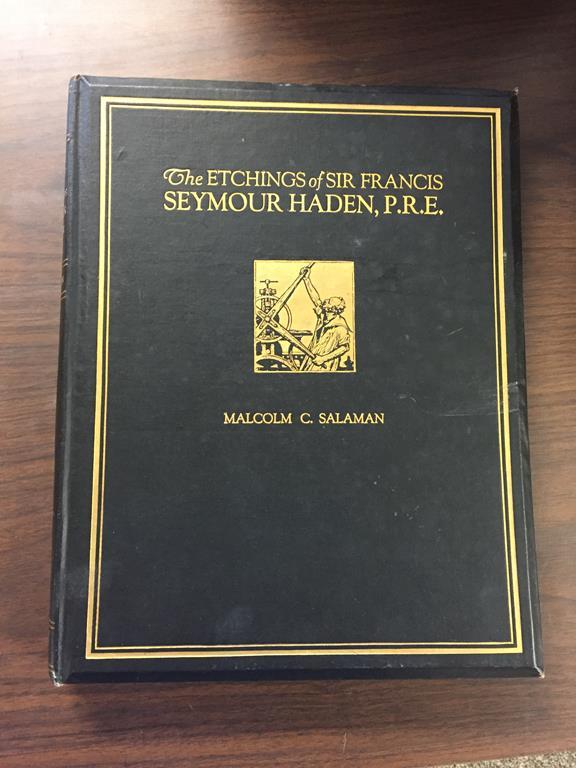 The ETCHINGS of SIR FRANCIS
SEYMOUR HADEN, P.R.E.
MALCOLM C. SALAMAN